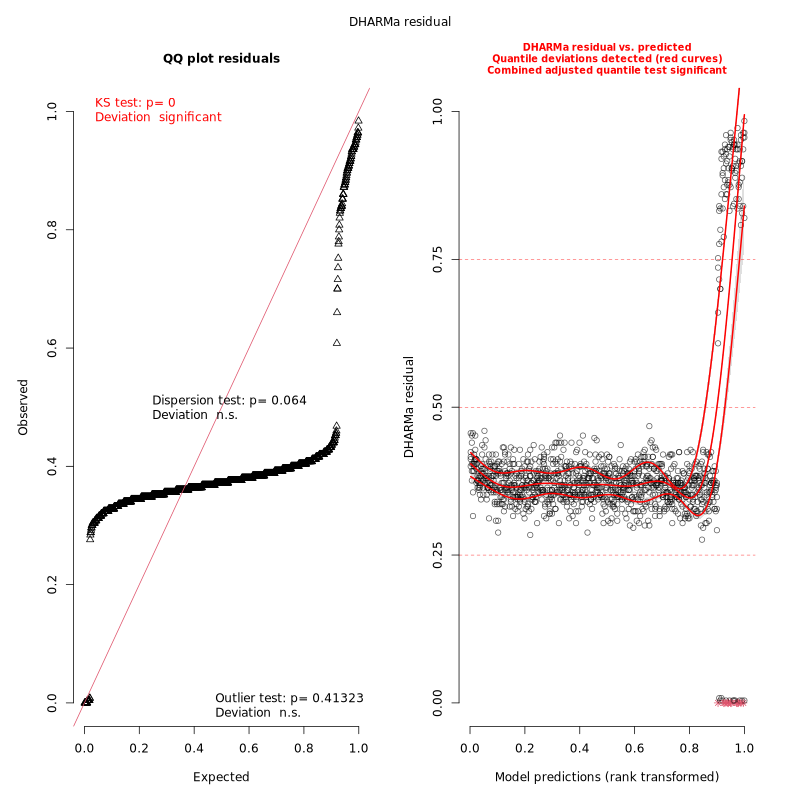 DHARMa residual
QQ plot residuals
KS test: p= 0
Deviation  significant
Dispersion test: p= 0.064
Deviation  n.s.
Outlier test: p= 0.41323
Deviation  n.s.
Observed
0.0
0.2
0.4
0.6
0.8
1.0
0.0
0.2
0.4
0.6
0.8
1.0
Expected
DHARMa residual vs. predicted
Quantile deviations detected (red curves)
Combined adjusted quantile test significant
DHARMa residual
0.00
0.25
0.50
0.75
1.00
0.0
0.2
0.4
0.6
0.8
1.0
Model predictions (rank transformed)